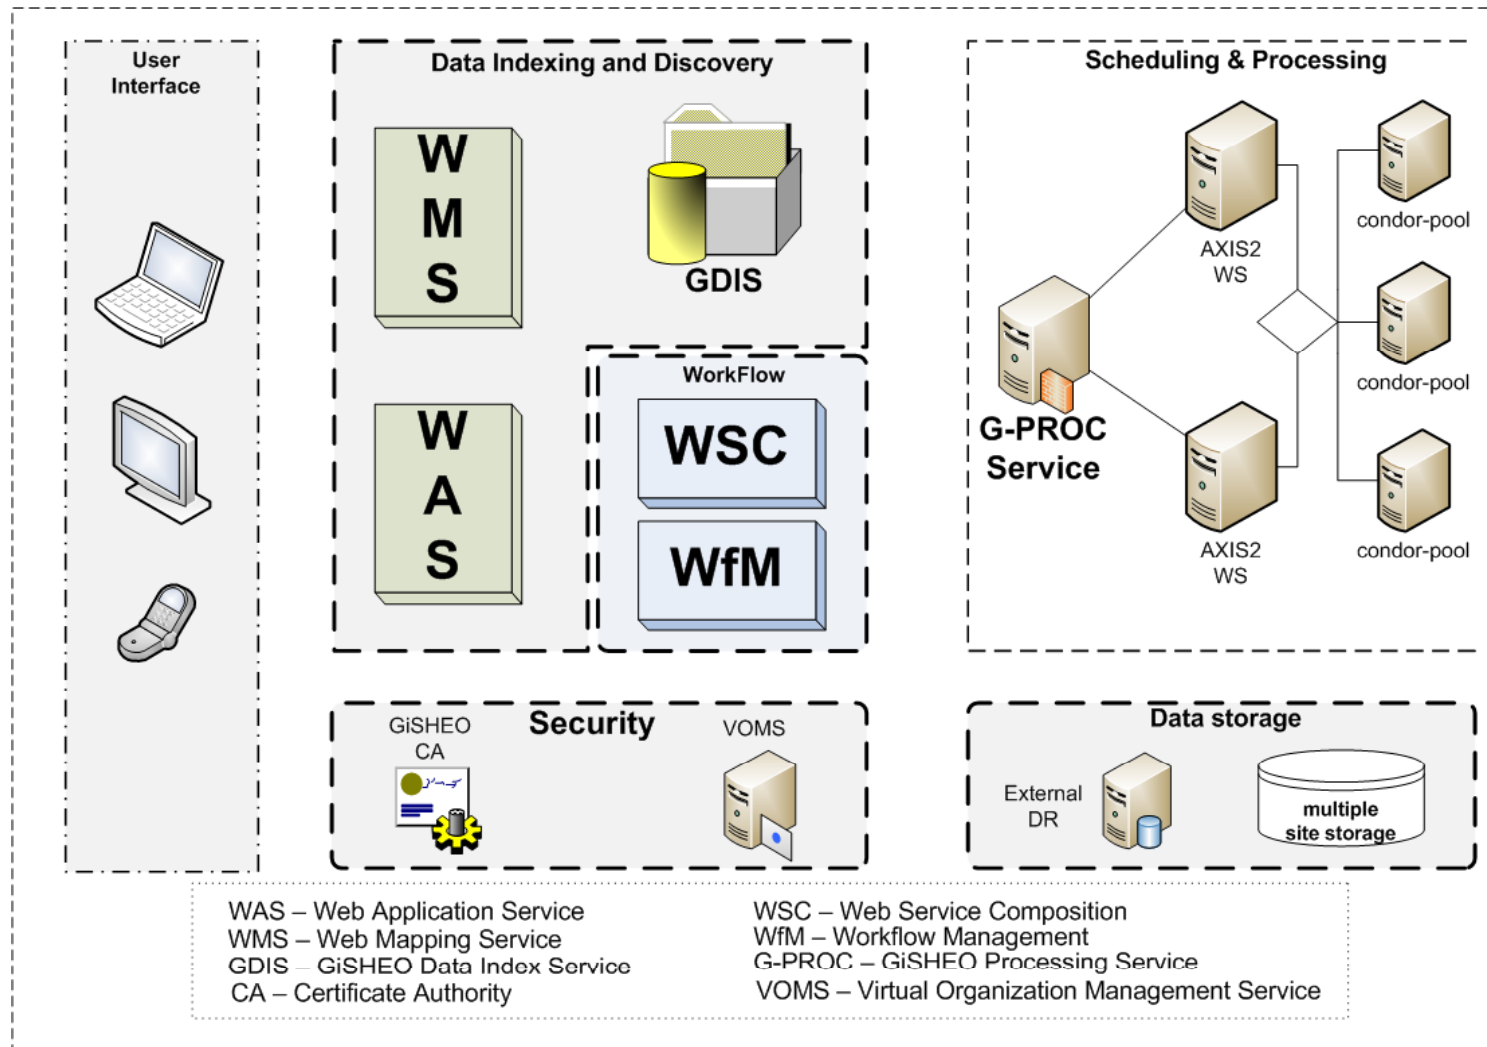 User
Interface
Data Indexing and Discovery
W
M
S
GDIS
W
A
S
WorkFlow
WSC
WfM
Scheduling & Processing
AXIS2
WS
G-PROC
Service
AXIS2
WS
condor-pool
condor-pool
condor-pool
Security
GiSHEO
CA
VOMS
Data storage
External
DR
multiple
site storage
WAS – Web Application Service
WMS – Web Mapping Service
GDIS – GiSHEO Data Index Service
CA – Certificate Authority
WSC – Web Service Composition
WfM – Workflow Management
G-PROC – GiSHEO Processing Service
VOMS – Virtual Organization Management Service